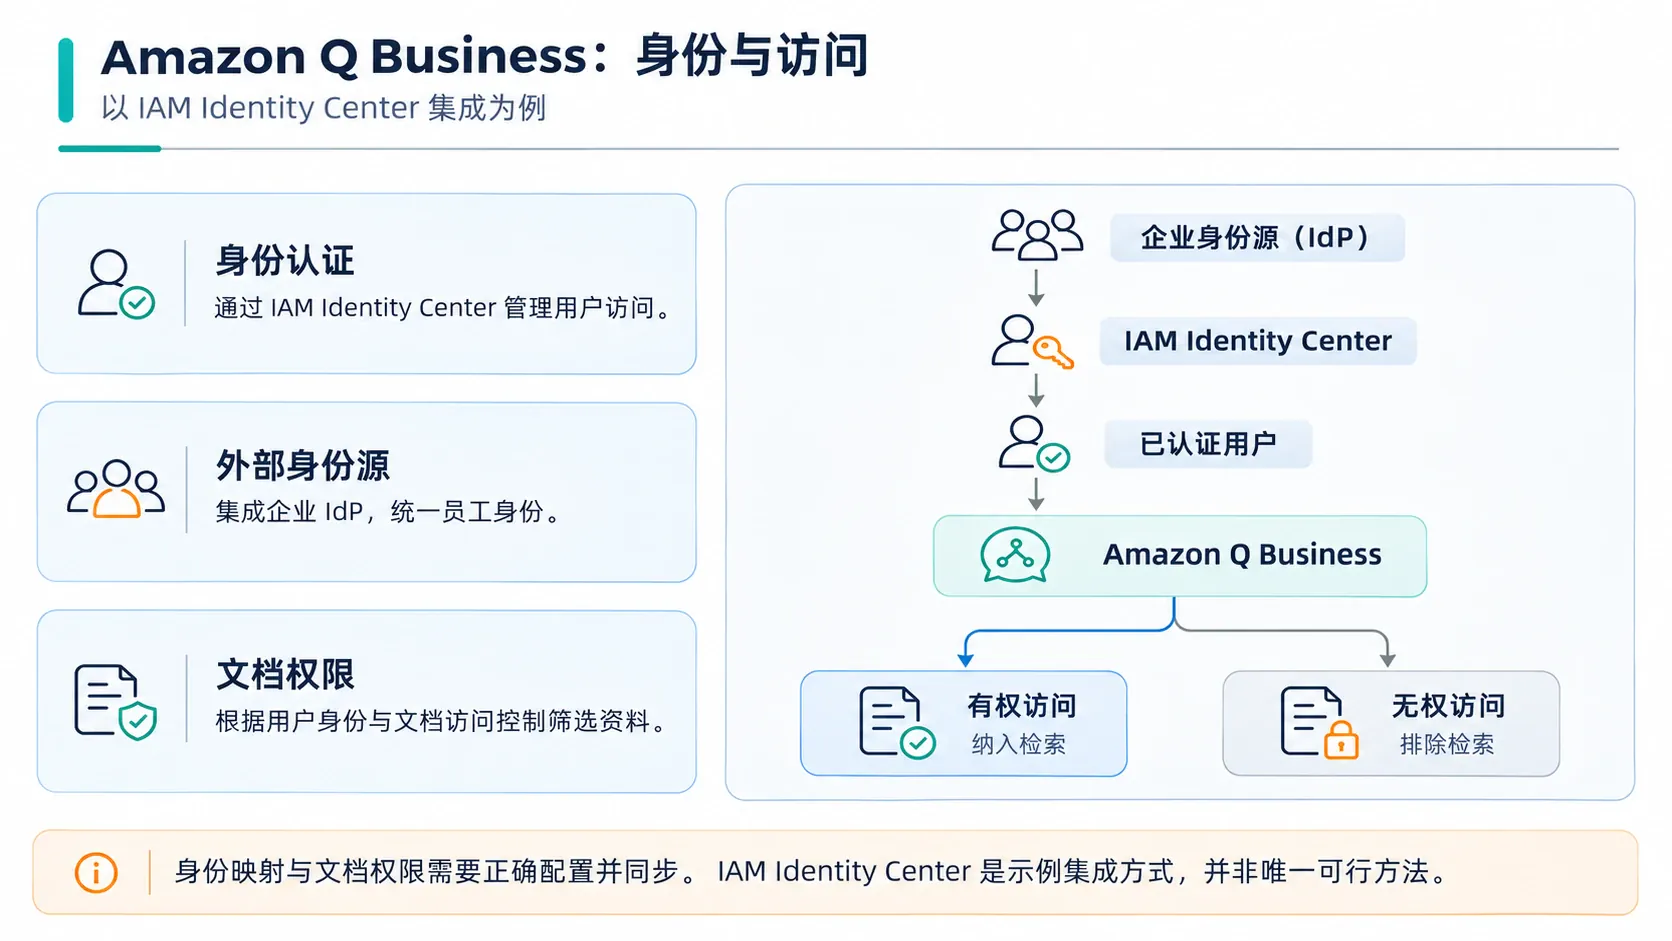 Amazon Q Business：身份与访问
以 IAM Identity Center 集成为例
身份认证
通过 IAM Identity Center 管理用户访问。
外部身份源
集成企业 IdP，统一员工身份。
文档权限
根据用户身份与文档访问控制筛选资料。
企业身份源（IdP）
IAM Identity Center
已认证用户
Amazon Q Business
有权访问
纳入检索
无权访问
排除检索
身份映射与文档权限需要正确配置并同步。 IAM Identity Center 是示例集成方式，并非唯一可行方法。